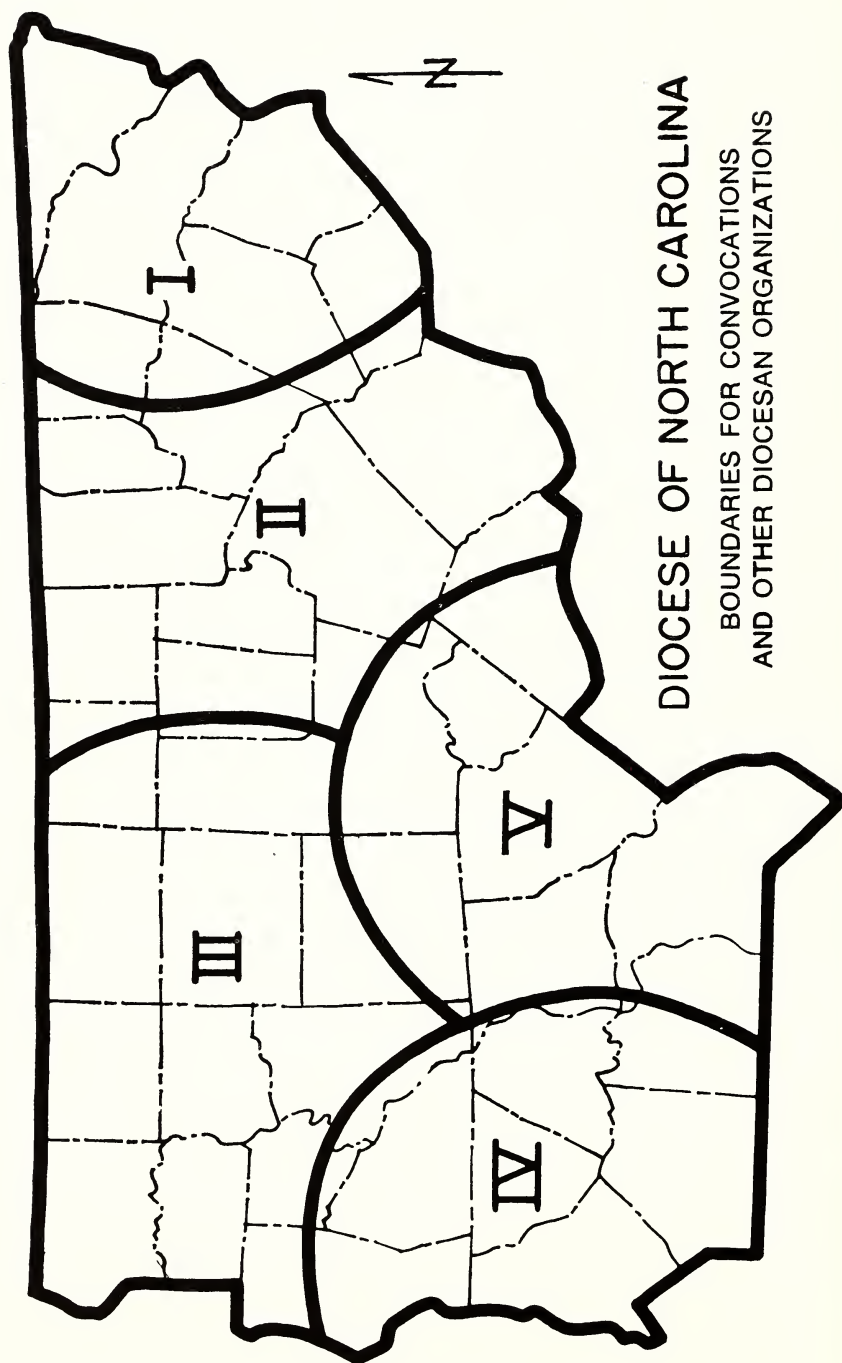 N
I
II
III
IV
V
DIOCESE OF NORTH CAROLINA
BOUNDARIES FOR CONVOCATIONS
AND OTHER DIOCESAN ORGANIZATIONS